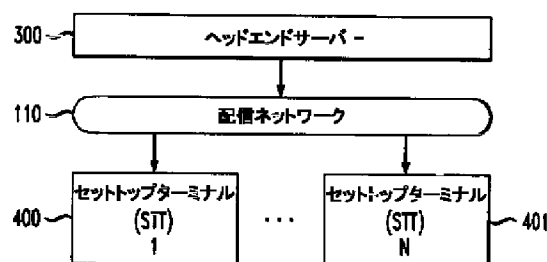 300
ヘッドエンドサーバー
110
配信ネットワーク
セットトップターミナル
(STT)
1
400
...
セットトップターミナル
(STT)
N
401